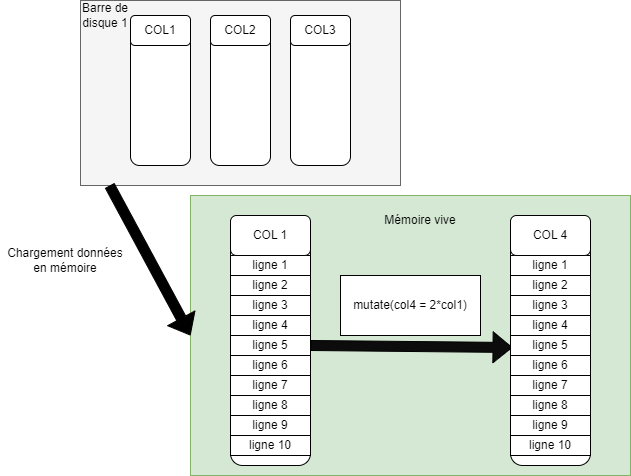 Barre de
disque 1
COL1
COL2
COL3
Chargement données
en mémoire
Mémoire vive
COL 1
ligne 1
ligne 2
ligne 3
ligne 4
ligne 5
ligne 6
ligne 7
ligne 8
ligne 9
ligne 10
mutate(col4 = 2*col1)
COL 4
ligne 1
ligne 2
ligne 3
ligne 4
ligne 5
ligne 6
ligne 7
ligne 8
ligne 9
ligne 10